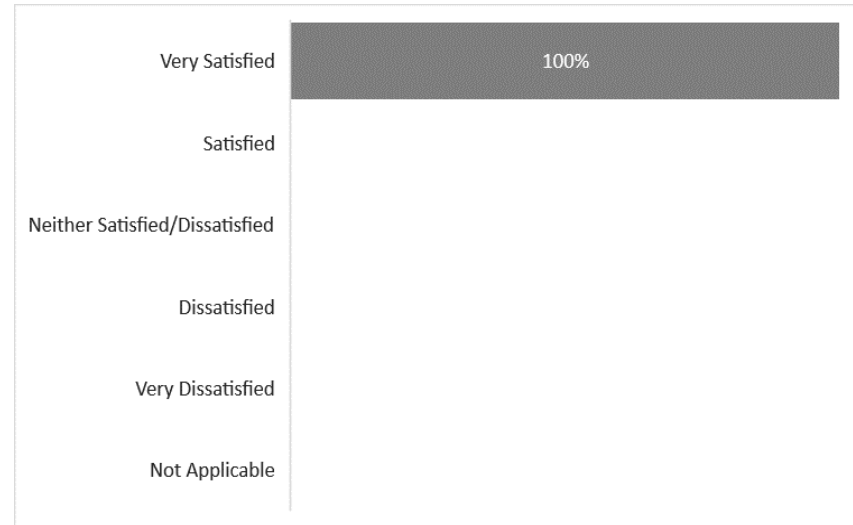 Very Satisfied 100%
Satisfied
Neither Satisfied/Dissatisfied
Dissatisfied
Very Dissatisfied
Not Applicable